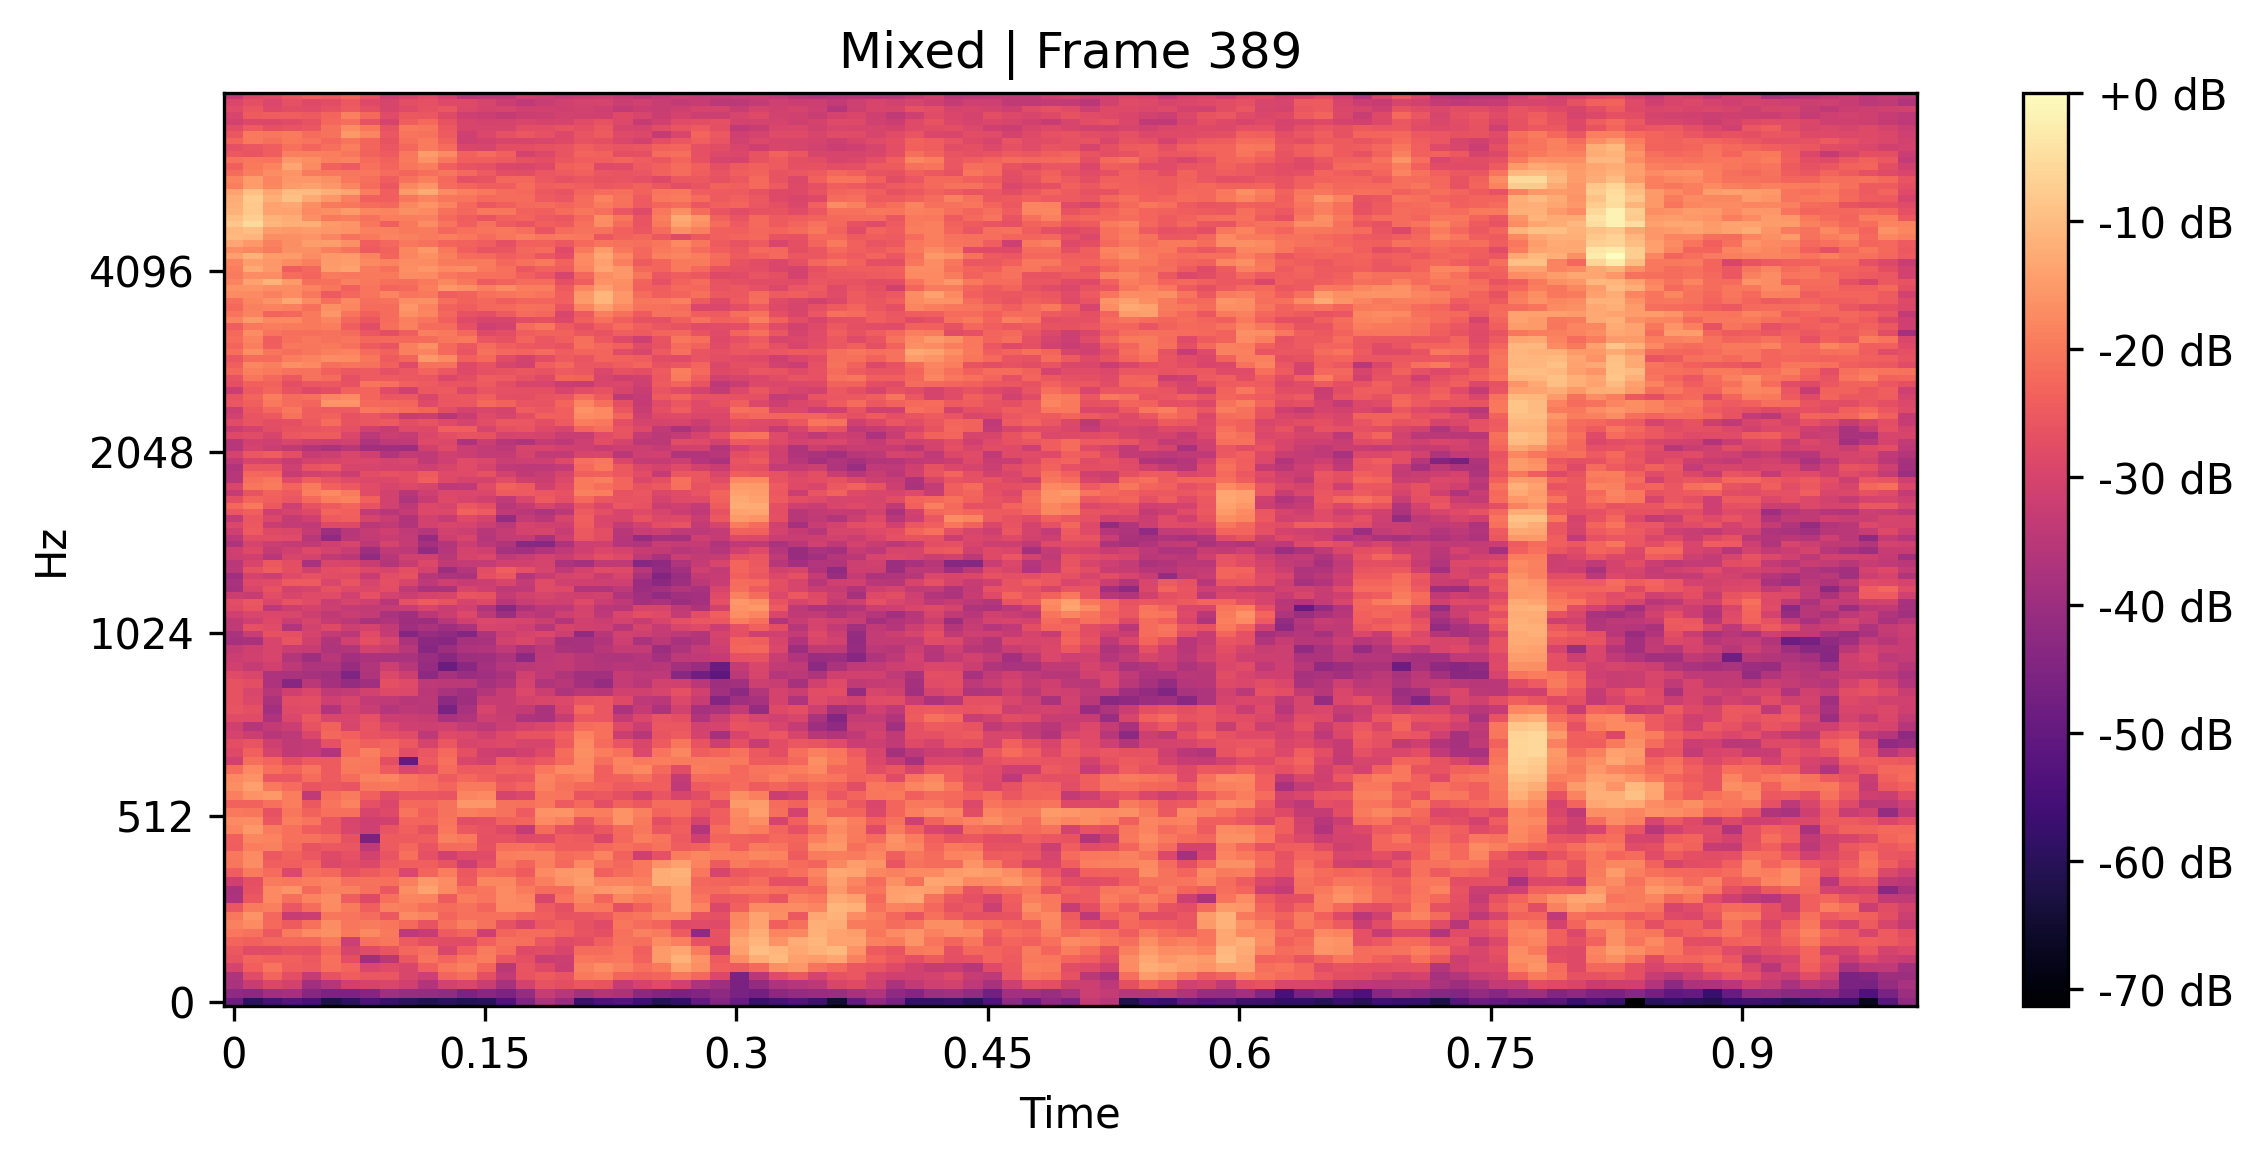 Mixed | Frame 389
Hz
4096
2048
1024
512
0
0 0.15 0.3 0.45 0.6 0.75 0.9
Time
+0 dB
-10 dB
-20 dB
-30 dB
-40 dB
-50 dB
-60 dB
-70 dB